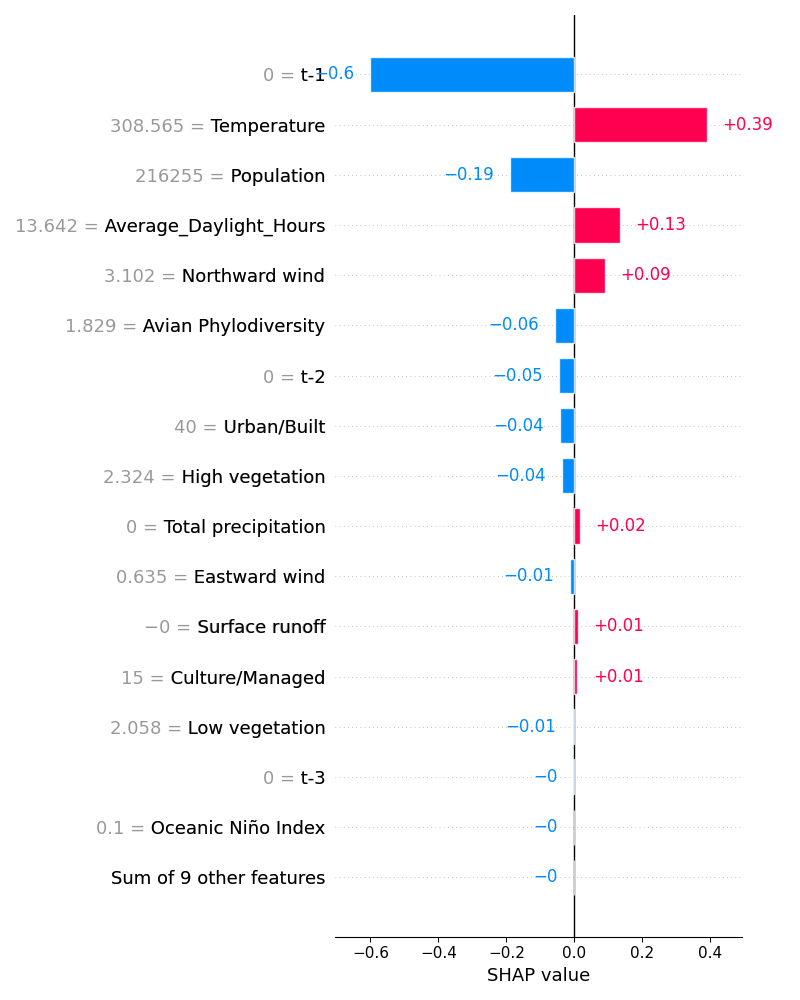 0 = t-1 −0.6
308.565 = Temperature +0.39
216255 = Population −0.19
13.642 = Average_Daylight_Hours +0.13
3.102 = Northward wind +0.09
1.829 = Avian Phylodiversity −0.06
0 = t-2 −0.05
40 = Urban/Built −0.04
2.324 = High vegetation −0.04
0 = Total precipitation +0.02
0.635 = Eastward wind −0.01
−0 = Surface runoff +0.01
15 = Culture/Managed +0.01
2.058 = Low vegetation −0.01
0 = t-3 −0
0.1 = Oceanic Niño Index −0
Sum of 9 other features −0
−0.6 −0.4 −0.2 0.0 0.2 0.4
SHAP value